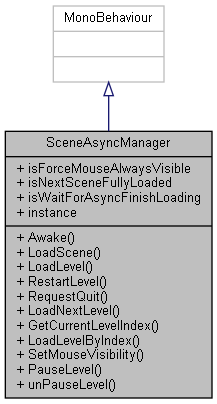 MonoBehaviour
SceneAsyncManager
+ isForceMouseAlwaysVisible
+ isNextSceneFullyLoaded
+ isWaitForAsyncFinishLoading
+ instance
+ Awake()
+ LoadScene()
+ LoadLevel()
+ RestartLevel()
+ RequestQuit()
+ LoadNextLevel()
+ GetCurrentLevelIndex()
+ LoadLevelByIndex()
+ SetMouseVisibility()
+ PauseLevel()
+ unPauseLevel()